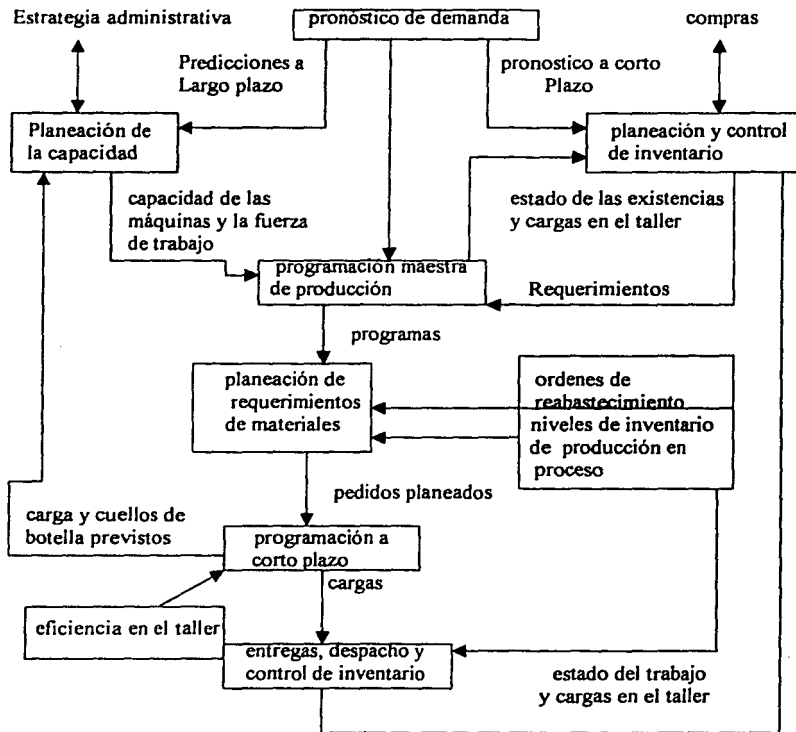 Estrategia administrativa
pronóstico de demanda
compras
Predicciones a
Largo plazo
pronostico a corto
Plazo
Planeación de
la capacidad
planeación y control
de inventario
capacidad de las
máquinas y la fuerza
de trabajo
estado de las existencias
y cargas en el taller
programación maestra
de producción
Requerimientos
programas
planeación de
requerimientos
de materiales
ordenes de
reabastecimiento
niveles de inventario
de producción en
proceso
pedidos planeados
carga y cuellos de
botella previstos
programación a
corto plazo
cargas
eficiencia en el taller
entregas, despacho y
control de inventario
estado del trabajo
y cargas en el taller